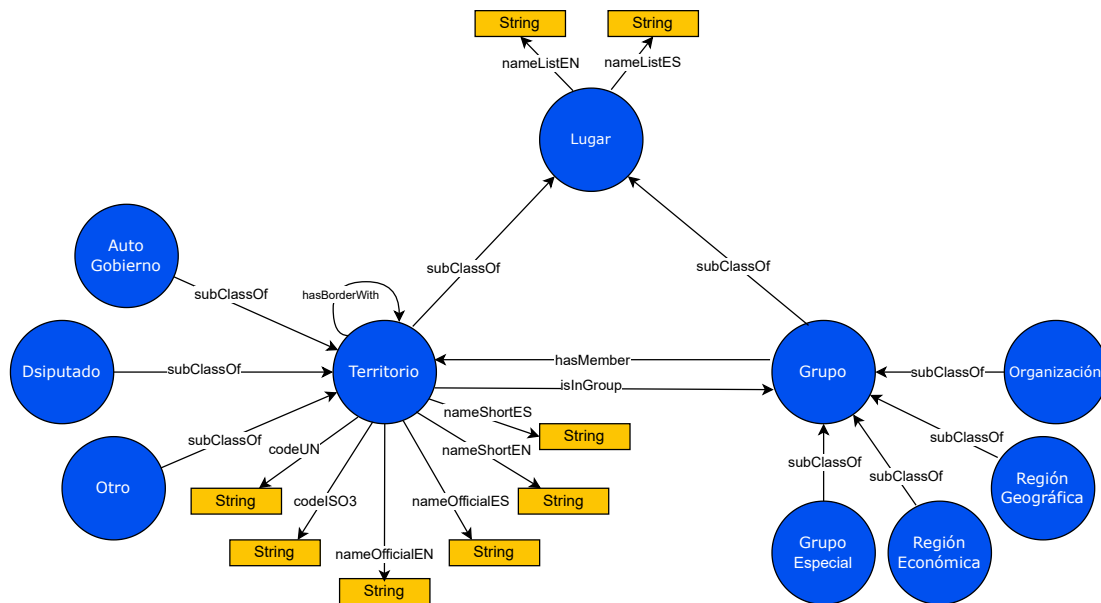 String
String
nameListEN
nameListES
Lugar
Auto
Gobierno
subClassOf
subClassOf
subClassOf
hasBorderWith
Dsiputado
subClassOf
Territorio
hasMember
isInGroup
Grupo
subClassOf
Organización
nameShortES
String
subClassOf
subClassOf
codeUN
nameShortEN
subClassOf
subClassOf
Otro
String
codeISO3
nameOfficialES
String
Región
Geográfica
String
nameOfficialEN
String
String
Grupo
Especial
Región
Económica